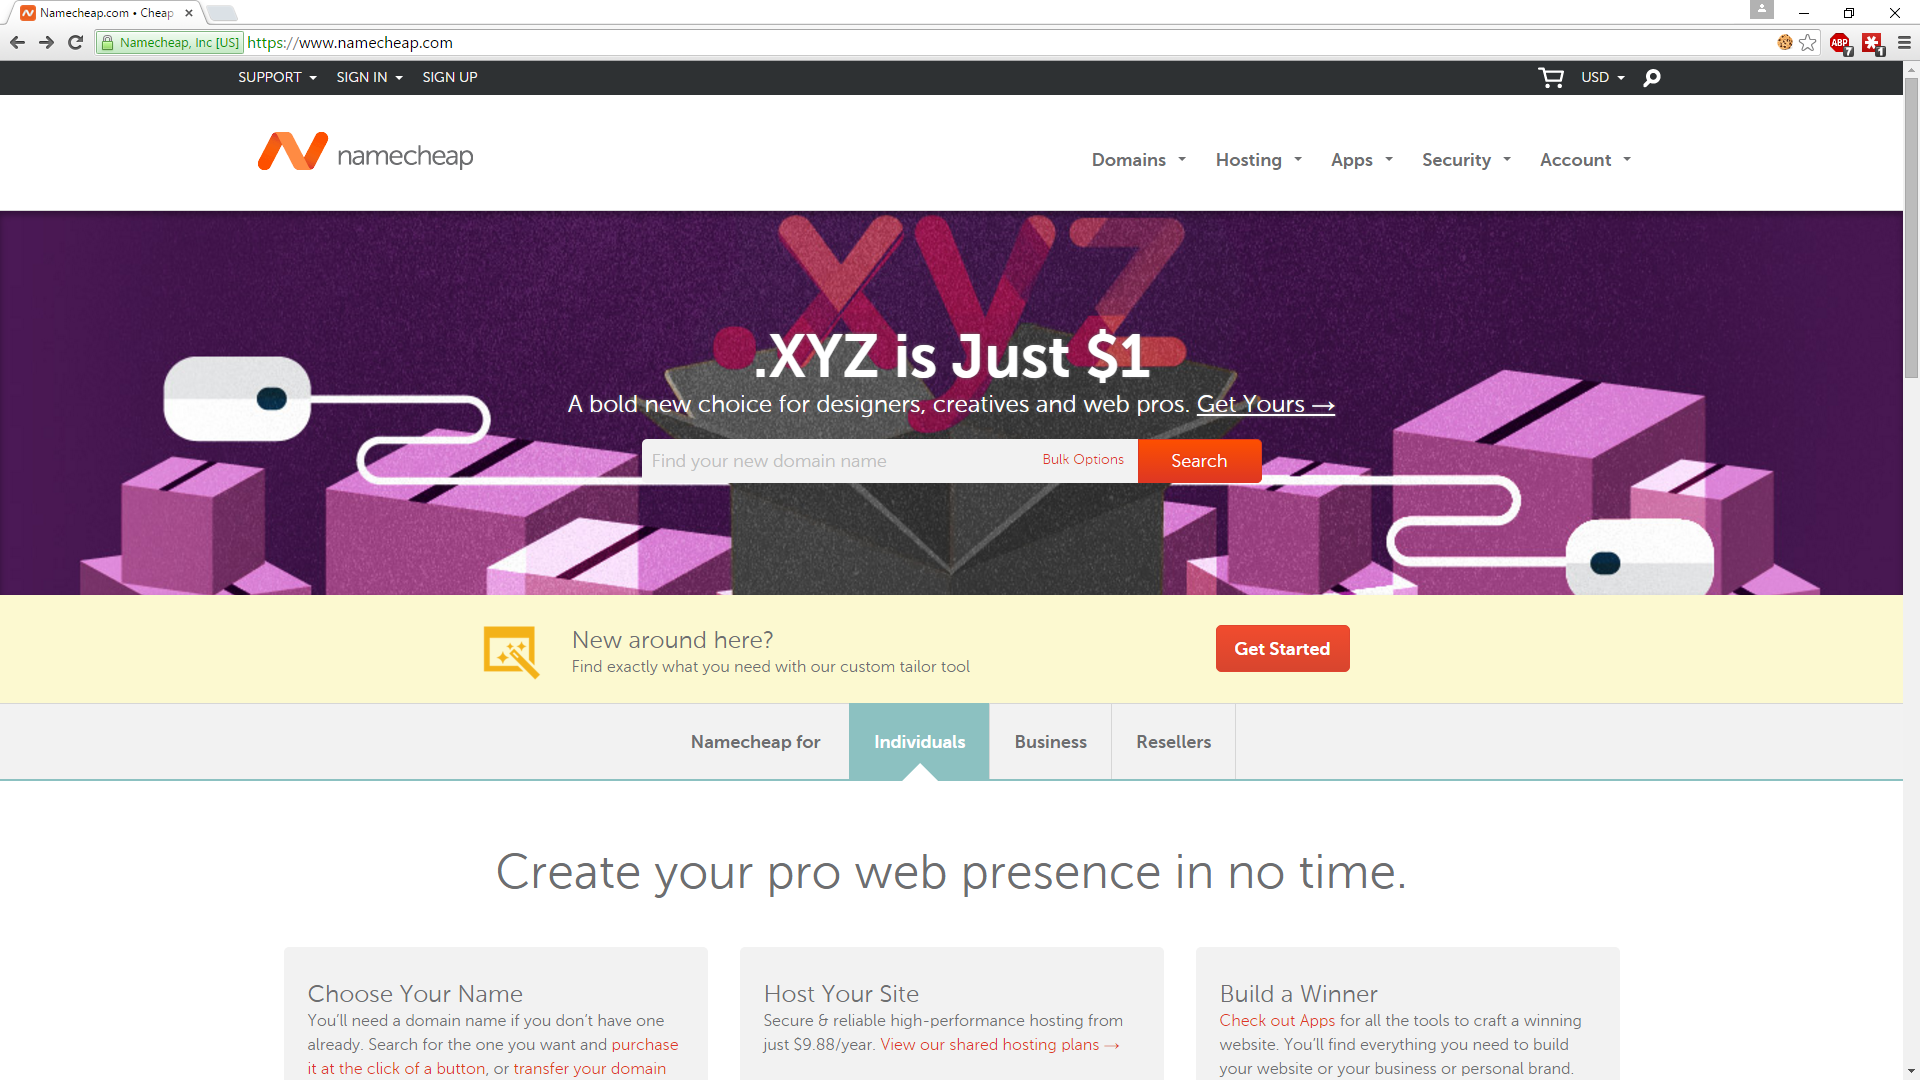 Namecheap.com • Cheap
Namecheap, Inc [US] https://www.namecheap.com
ABP 7 1
SUPPORT SIGN IN SIGN UP USD
namecheap
Domains Hosting Apps Security Account
.xyz
.XYZ is Just $1
A bold new choice for designers, creatives and web pros. Get Yours →
Find your new domain name Bulk Options Search
New around here?
Find exactly what you need with our custom tailor tool
Get Started
Namecheap for Individuals Business Resellers
Create your pro web presence in no time.
Choose Your Name
You'll need a domain name if you don't have one
already. Search for the one you want and purchase
it at the click of a button, or transfer your domain
Host Your Site
Secure & reliable high-performance hosting from
just $9.88/year. View our shared hosting plans →
Build a Winner
Check out Apps for all the tools to craft a winning
website. You'll find everything you need to build
your website or your business or personal brand.